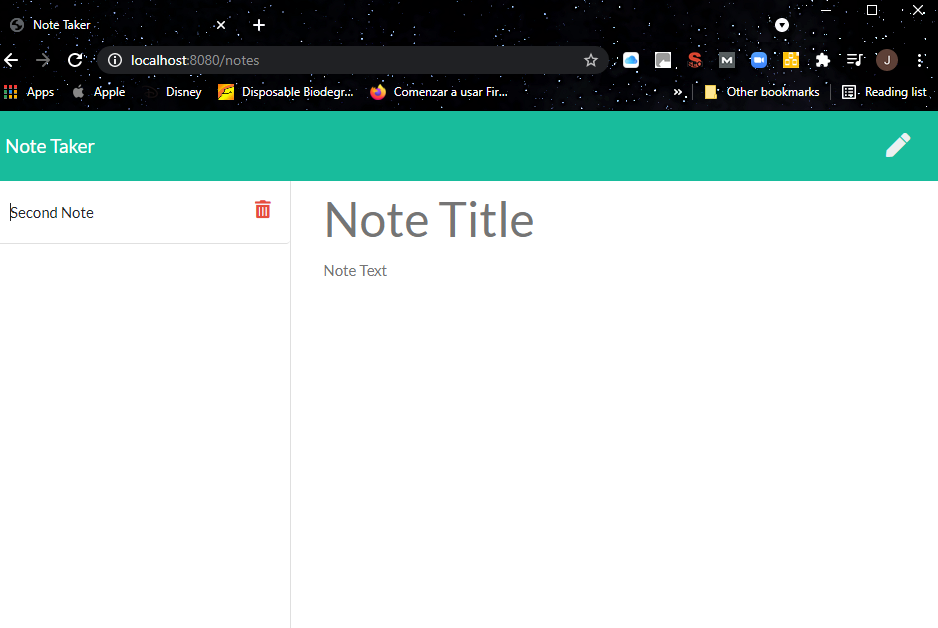 Note Taker
localhost:8080/notes
Apps Apple Disney Disposable Biodegr... Comenzar a usar Fir... » Other bookmarks Reading list
Note Taker
Second Note
Note Title
Note Text
J
S
M